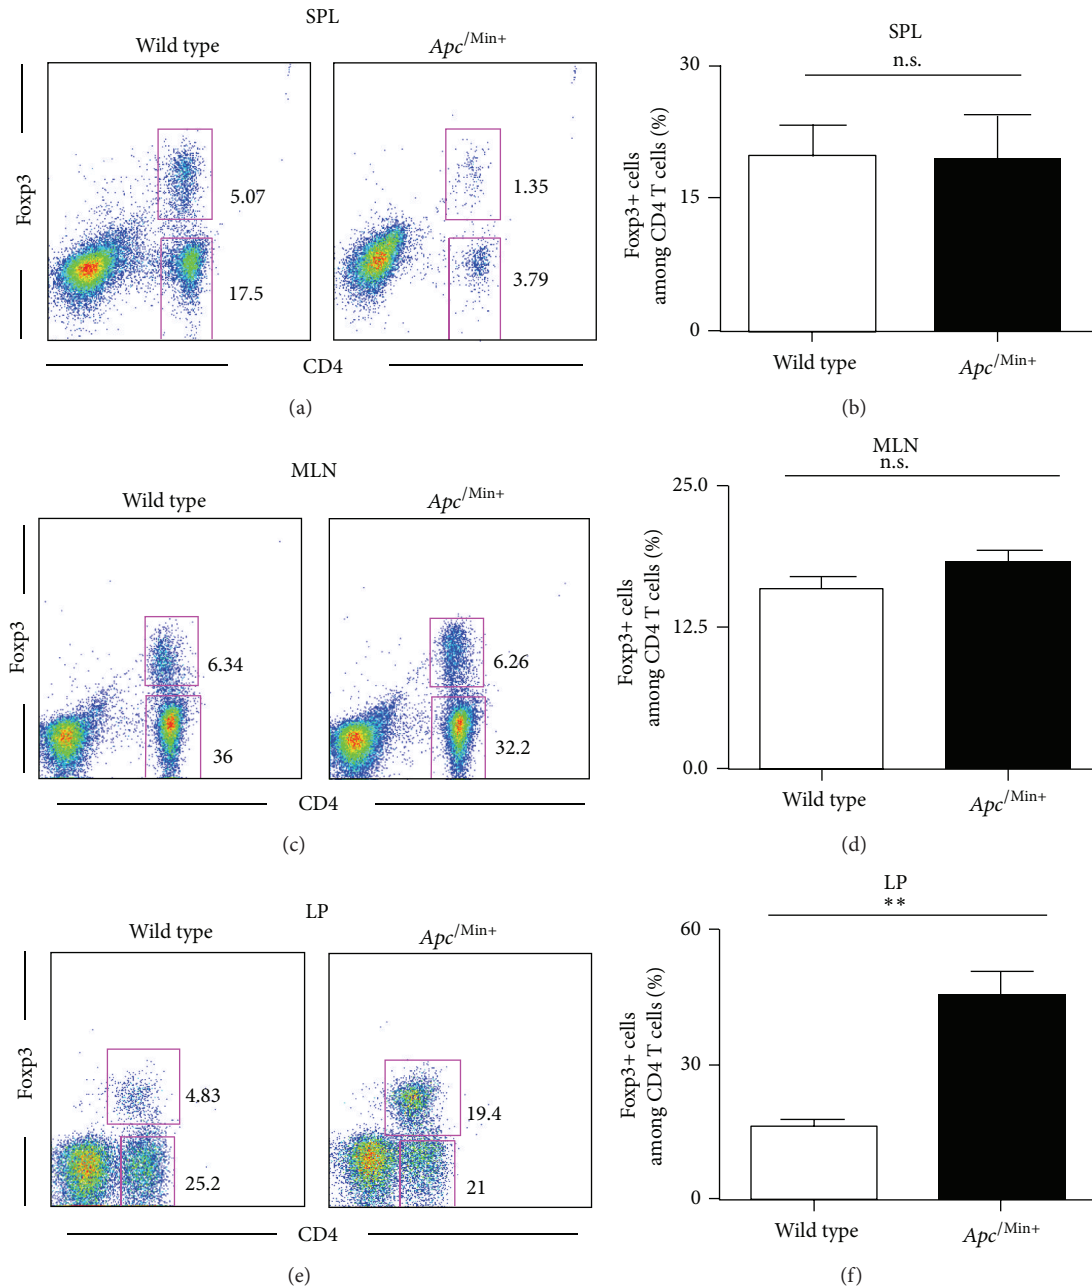 SPL
Wild type
Apc/Min+
Foxp3
5.07
17.5
1.35
3.79
CD4
(a)
SPL
n.s.
Foxp3+ cells
among CD4 T cells (%)
30
15
0
Wild type
Apc/Min+
(b)
MLN
Wild type
Apc/Min+
Foxp3
6.34
36
6.26
32.2
CD4
(c)
MLN
n.s.
Foxp3+ cells
among CD4 T cells (%)
25.0
12.5
0.0
Wild type
Apc/Min+
(d)
LP
Wild type
Apc/Min+
Foxp3
4.83
25.2
19.4
21
CD4
(e)
LP
**
Foxp3+ cells
among CD4 T cells (%)
60
30
0
Wild type
Apc/Min+
(f)